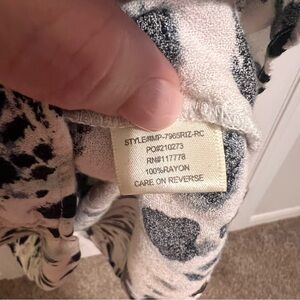 STYLE#MP-7965RIZ-RC
PO#210273
RN#117778
100%RAYON
CARE ON REVERSE